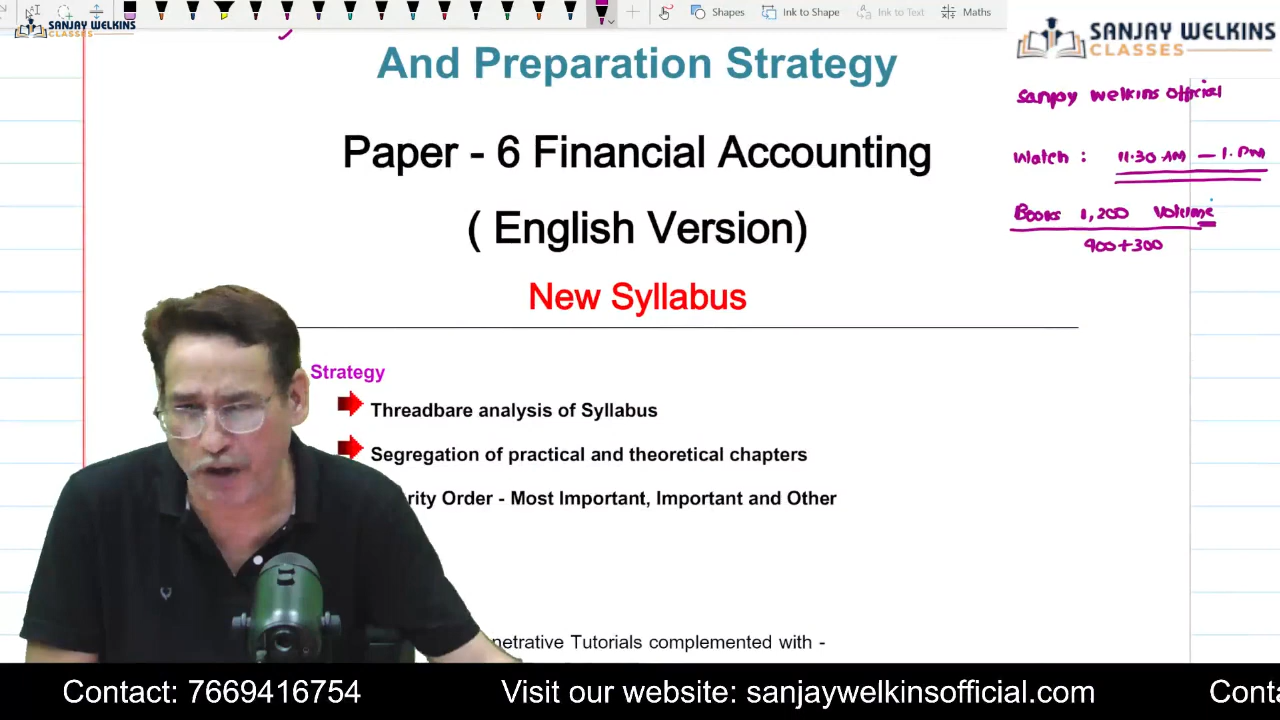 Shapes
Ink to Shape
Ink to Text
Maths
SANJAY WELKINS
CLASSES
SANJAY WELKINS
CLASSES
And Preparation Strategy
Sanjay Welkins Official
Paper - 6 Financial Accounting
Watch : 11.30 AM – 1. PM
( English Version)
Books 1,200 Volume
900+300
New Syllabus
Strategy
Threadbare analysis of Syllabus
Segregation of practical and theoretical chapters
rity Order - Most Important, Important and Other
netrative Tutorials complemented with -
Contact: 7669416754 Visit our website: sanjaywelkinsofficial.com Conta